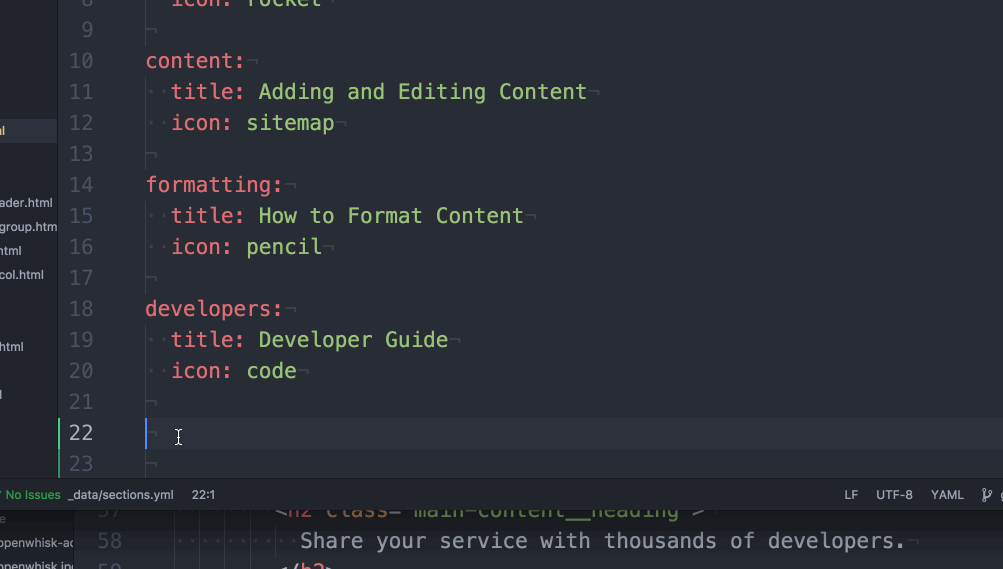 8 icon: rocket
9
10 content:
11 title: Adding and Editing Content
12 icon: sitemap
13
14 formatting:
15 title: How to Format Content
16 icon: pencil
17
18 developers:
19 title: Developer Guide
20 icon: code
21
22
23
ader.html
group.htm
html
col.html
html
No Issues _data/sections.yml 22:1 LF UTF-8 YAML
57 <h2 class="main-content__heading">
58 Share your service with thousands of developers.
59 </h2>
openwhisk-ac
openwhisk.jpg